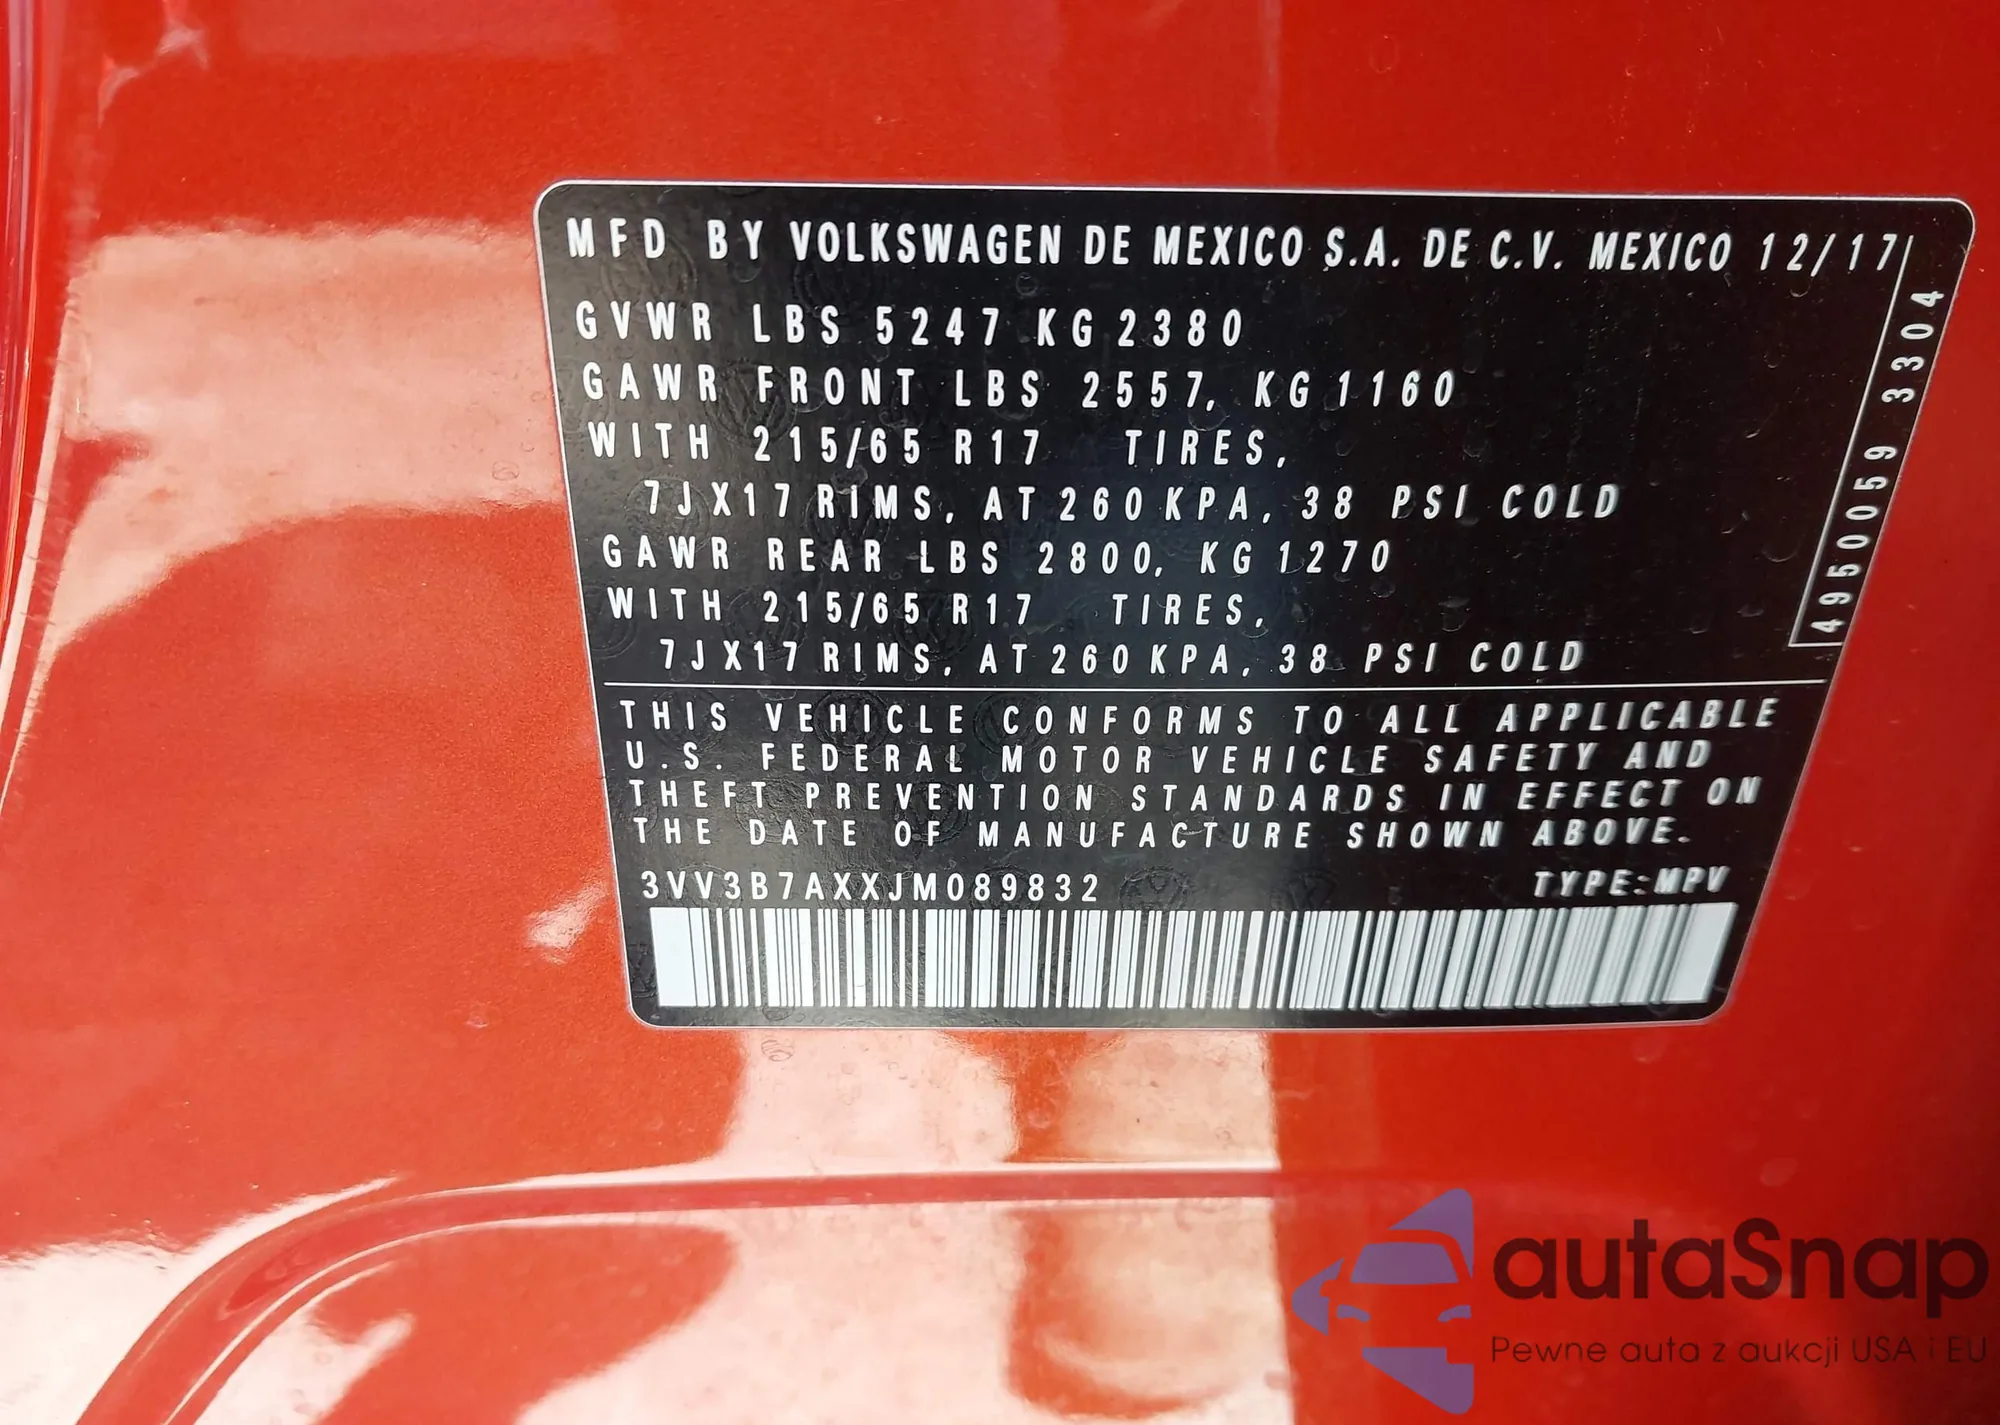 MFD BY VOLKSWAGEN DE MEXICO S.A. DE C.V. MEXICO 12/17
GVWR LBS 5247 KG 2380
GAWR FRONT LBS 2557, KG 1160
WITH 215/65 R17 TIRES,
7JX17 RIMS, AT 260 KPA, 38 PSI COLD
GAWR REAR LBS 2800, KG 1270
WITH 215/65 R17 TIRES,
7JX17 RIMS, AT 260 KPA, 38 PSI COLD
4950059 3304
THIS VEHICLE CONFORMS TO ALL APPLICABLE
U.S. FEDERAL MOTOR VEHICLE SAFETY AND
THEFT PREVENTION STANDARDS IN EFFECT ON
THE DATE OF MANUFACTURE SHOWN ABOVE.
3VV3B7AXXJM089832 TYPE:MPV
autaSnap
Pewne auta z aukcji USA i EU